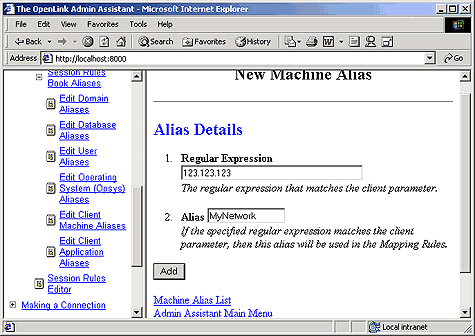 The OpenLink Admin Assistant - Microsoft Internet Explorer
File Edit View Favorites Tools Help
Back Search Favorites History
Address http://localhost:8000 Go
Session Rules
Book Aliases
Edit Domain
Aliases
Edit Database
Aliases
Edit User
Aliases
Edit Operating
System (Opsys)
Aliases
Edit Client
Machine Aliases
Edit Client
Application
Aliases
Session Rules
Editor
Making a Connection
New Machine Alias
Alias Details
1. Regular Expression
123.123.123
The regular expression that matches the client parameter.
2. Alias MyNetwork
If the specified regular expression matches the client
parameter, then this alias will be used in the Mapping Rules.
Add
Machine Alias List
Admin Assistant Main Menu
Local intranet